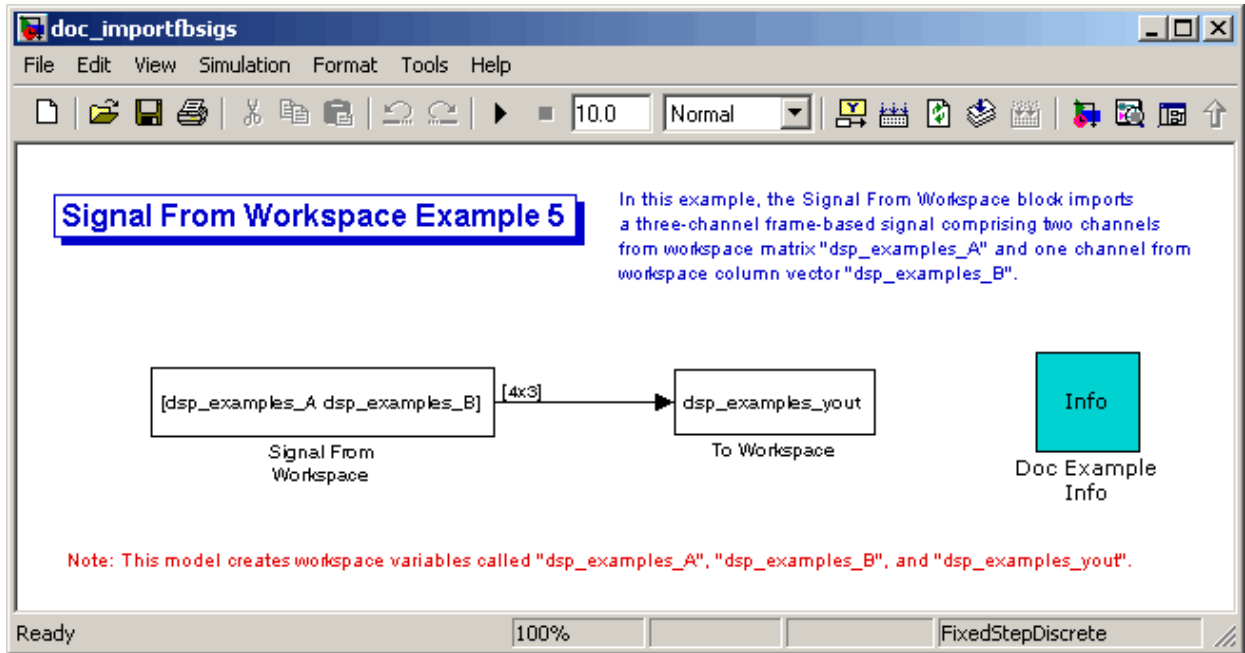 doc_importfbsigs
File Edit View Simulation Format Tools Help
10.0 Normal
Signal From Workspace Example 5
In this example, the Signal From Workspace block imports
a three-channel frame-based signal comprising two channels
from workspace matrix "dsp_examples_A" and one channel from
workspace column vector "dsp_examples_B".
[dsp_examples_A dsp_examples_B]
[4x3]
dsp_examples_yout
Info
Signal From
Workspace
To Workspace
Doc Example
Info
Note: This model creates workspace variables called "dsp_examples_A", "dsp_examples_B", and "dsp_examples_yout".
Ready 100% FixedStepDiscrete